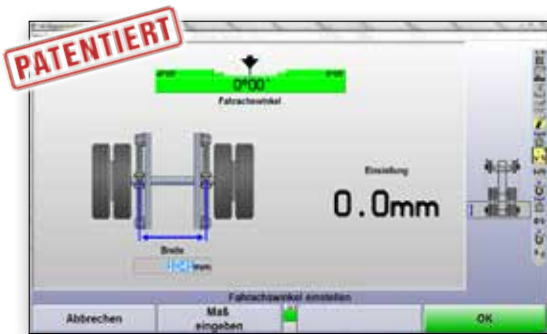 PATENTIERT
0°00'
Fahrachswinkel
Einstellung
0.0mm
Breite
mm
Fahrachswinkel einstellen
Abbrechen
Maß
eingeben
OK